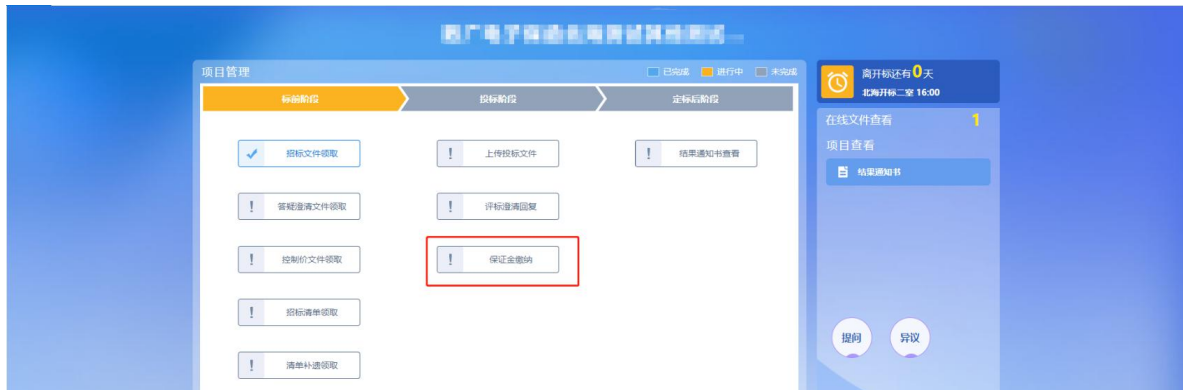 项目管理
已完成 进行中 未完成
标前阶段 投标阶段 定标后阶段
招标文件领取 上传投标文件 结果通知书查看
答疑澄清文件领取 评标澄清回复
控制价文件领取 保证金缴纳
招标清单领取
清单补遗领取
离开标还有0天
北海开标二室 16:00
在线文件查看 1
项目查看
结果通知书
提问 异议